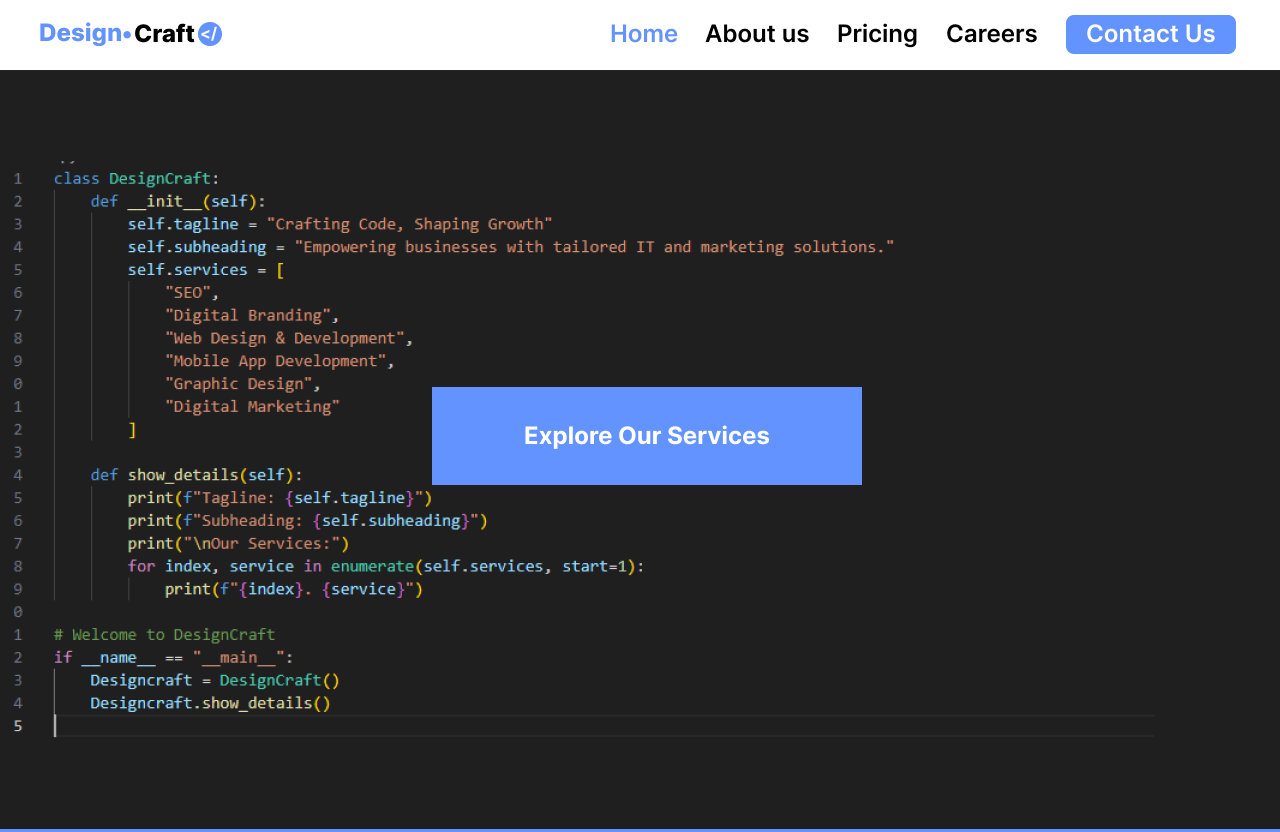 Design•Craft</>
Home About us Pricing Careers Contact Us
1 class DesignCraft:
2 def __init__(self):
3 self.tagline = "Crafting Code, Shaping Growth"
4 self.subheading = "Empowering businesses with tailored IT and marketing solutions."
5 self.services = [
6 "SEO",
7 "Digital Branding",
8 "Web Design & Development",
9 "Mobile App Development",
0 "Graphic Design",
1 "Digital Marketing"
2 ]
Explore Our Services
3
4 def show_details(self):
5 print(f"Tagline: {self.tagline}")
6 print(f"Subheading: {self.subheading}")
7 print("\nOur Services:")
8 for index, service in enumerate(self.services, start=1):
9 print(f"{index}. {service}")
0
1 # Welcome to DesignCraft
2 if __name__ == "__main__":
3 Designcraft = DesignCraft()
4 Designcraft.show_details()
5